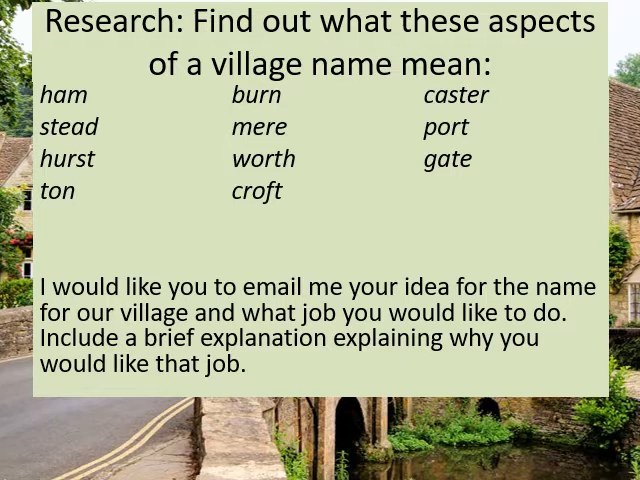 Research: Find out what these aspects
of a village name mean:
ham burn caster
stead mere port
hurst worth gate
ton croft
I would like you to email me your idea for the name
for our village and what job you would like to do.
Include a brief explanation explaining why you
would like that job.